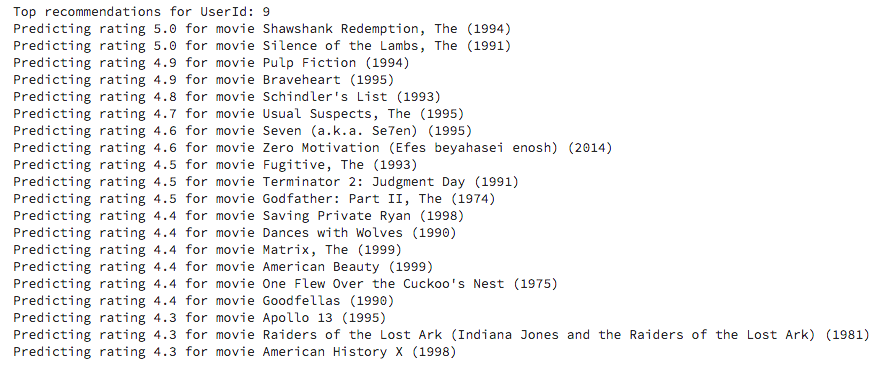 Top recommendations for UserId: 9
Predicting rating 5.0 for movie Shawshank Redemption, The (1994)
Predicting rating 5.0 for movie Silence of the Lambs, The (1991)
Predicting rating 4.9 for movie Pulp Fiction (1994)
Predicting rating 4.9 for movie Braveheart (1995)
Predicting rating 4.8 for movie Schindler's List (1993)
Predicting rating 4.7 for movie Usual Suspects, The (1995)
Predicting rating 4.6 for movie Seven (a.k.a. Se7en) (1995)
Predicting rating 4.6 for movie Zero Motivation (Efes beyahasei enosh) (2014)
Predicting rating 4.5 for movie Fugitive, The (1993)
Predicting rating 4.5 for movie Terminator 2: Judgment Day (1991)
Predicting rating 4.5 for movie Godfather: Part II, The (1974)
Predicting rating 4.4 for movie Saving Private Ryan (1998)
Predicting rating 4.4 for movie Dances with Wolves (1990)
Predicting rating 4.4 for movie Matrix, The (1999)
Predicting rating 4.4 for movie American Beauty (1999)
Predicting rating 4.4 for movie One Flew Over the Cuckoo's Nest (1975)
Predicting rating 4.4 for movie Goodfellas (1990)
Predicting rating 4.3 for movie Apollo 13 (1995)
Predicting rating 4.3 for movie Raiders of the Lost Ark (Indiana Jones and the Raiders of the Lost Ark) (1981)
Predicting rating 4.3 for movie American History X (1998)